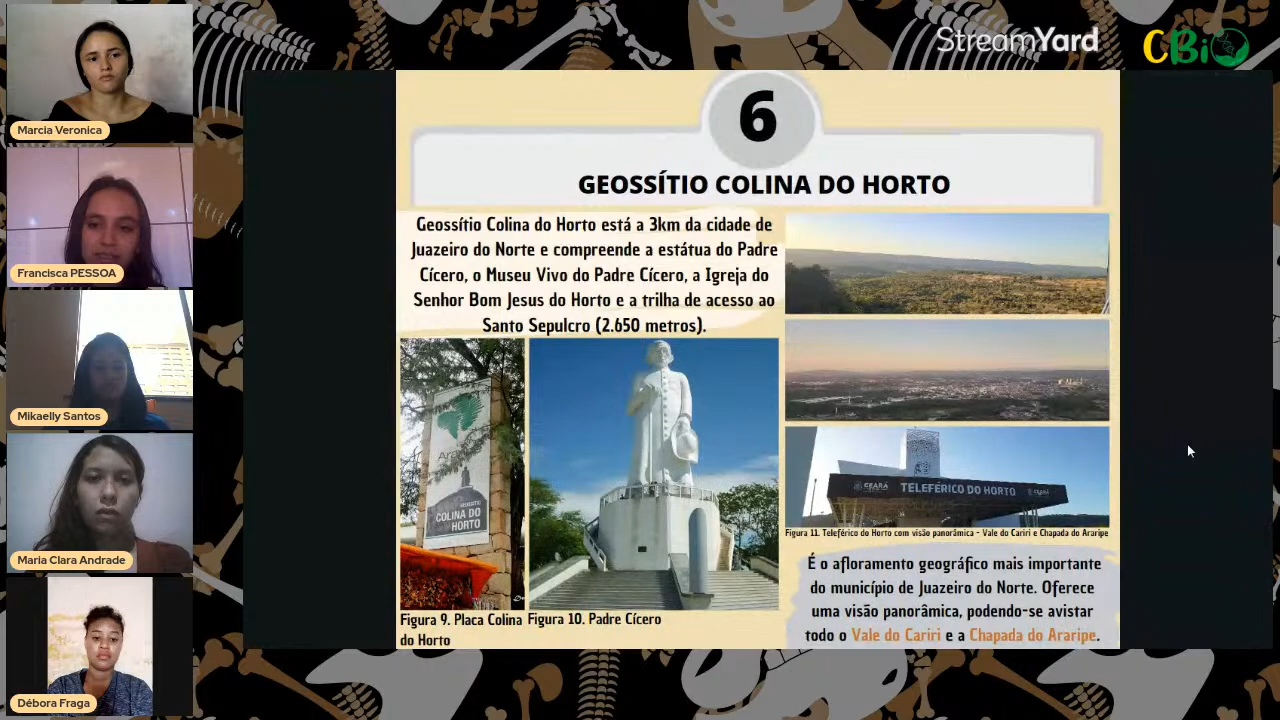 StreamYard
CBiO
Marcia Veronica
Francisca PESSOA
Mikaelly Santos
Maria Clara Andrade
Débora Fraga
6
GEOSSÍTIO COLINA DO HORTO
Geossítio Colina do Horto está a 3km da cidade de
Juazeiro do Norte e compreende a estátua do Padre
Cícero, o Museu Vivo do Padre Cícero, a Igreja do
Senhor Bom Jesus do Horto e a trilha de acesso ao
Santo Sepulcro (2.650 metros).
GEOSSÍTIO
COLINA DO
HORTO
Figura 9. Placa Colina
do Horto
Figura 10. Padre Cícero
CEARÁ
TELEFÉRICO DO HORTO
CEARÁ
Figura 11. Teleférico do Horto com visão panorâmica - Vale do Cariri e Chapada do Araripe
É o afloramento geográfico mais importante
do município de Juazeiro do Norte. Oferece
uma visão panorâmica, podendo-se avistar
todo o Vale do Cariri e a Chapada do Araripe.